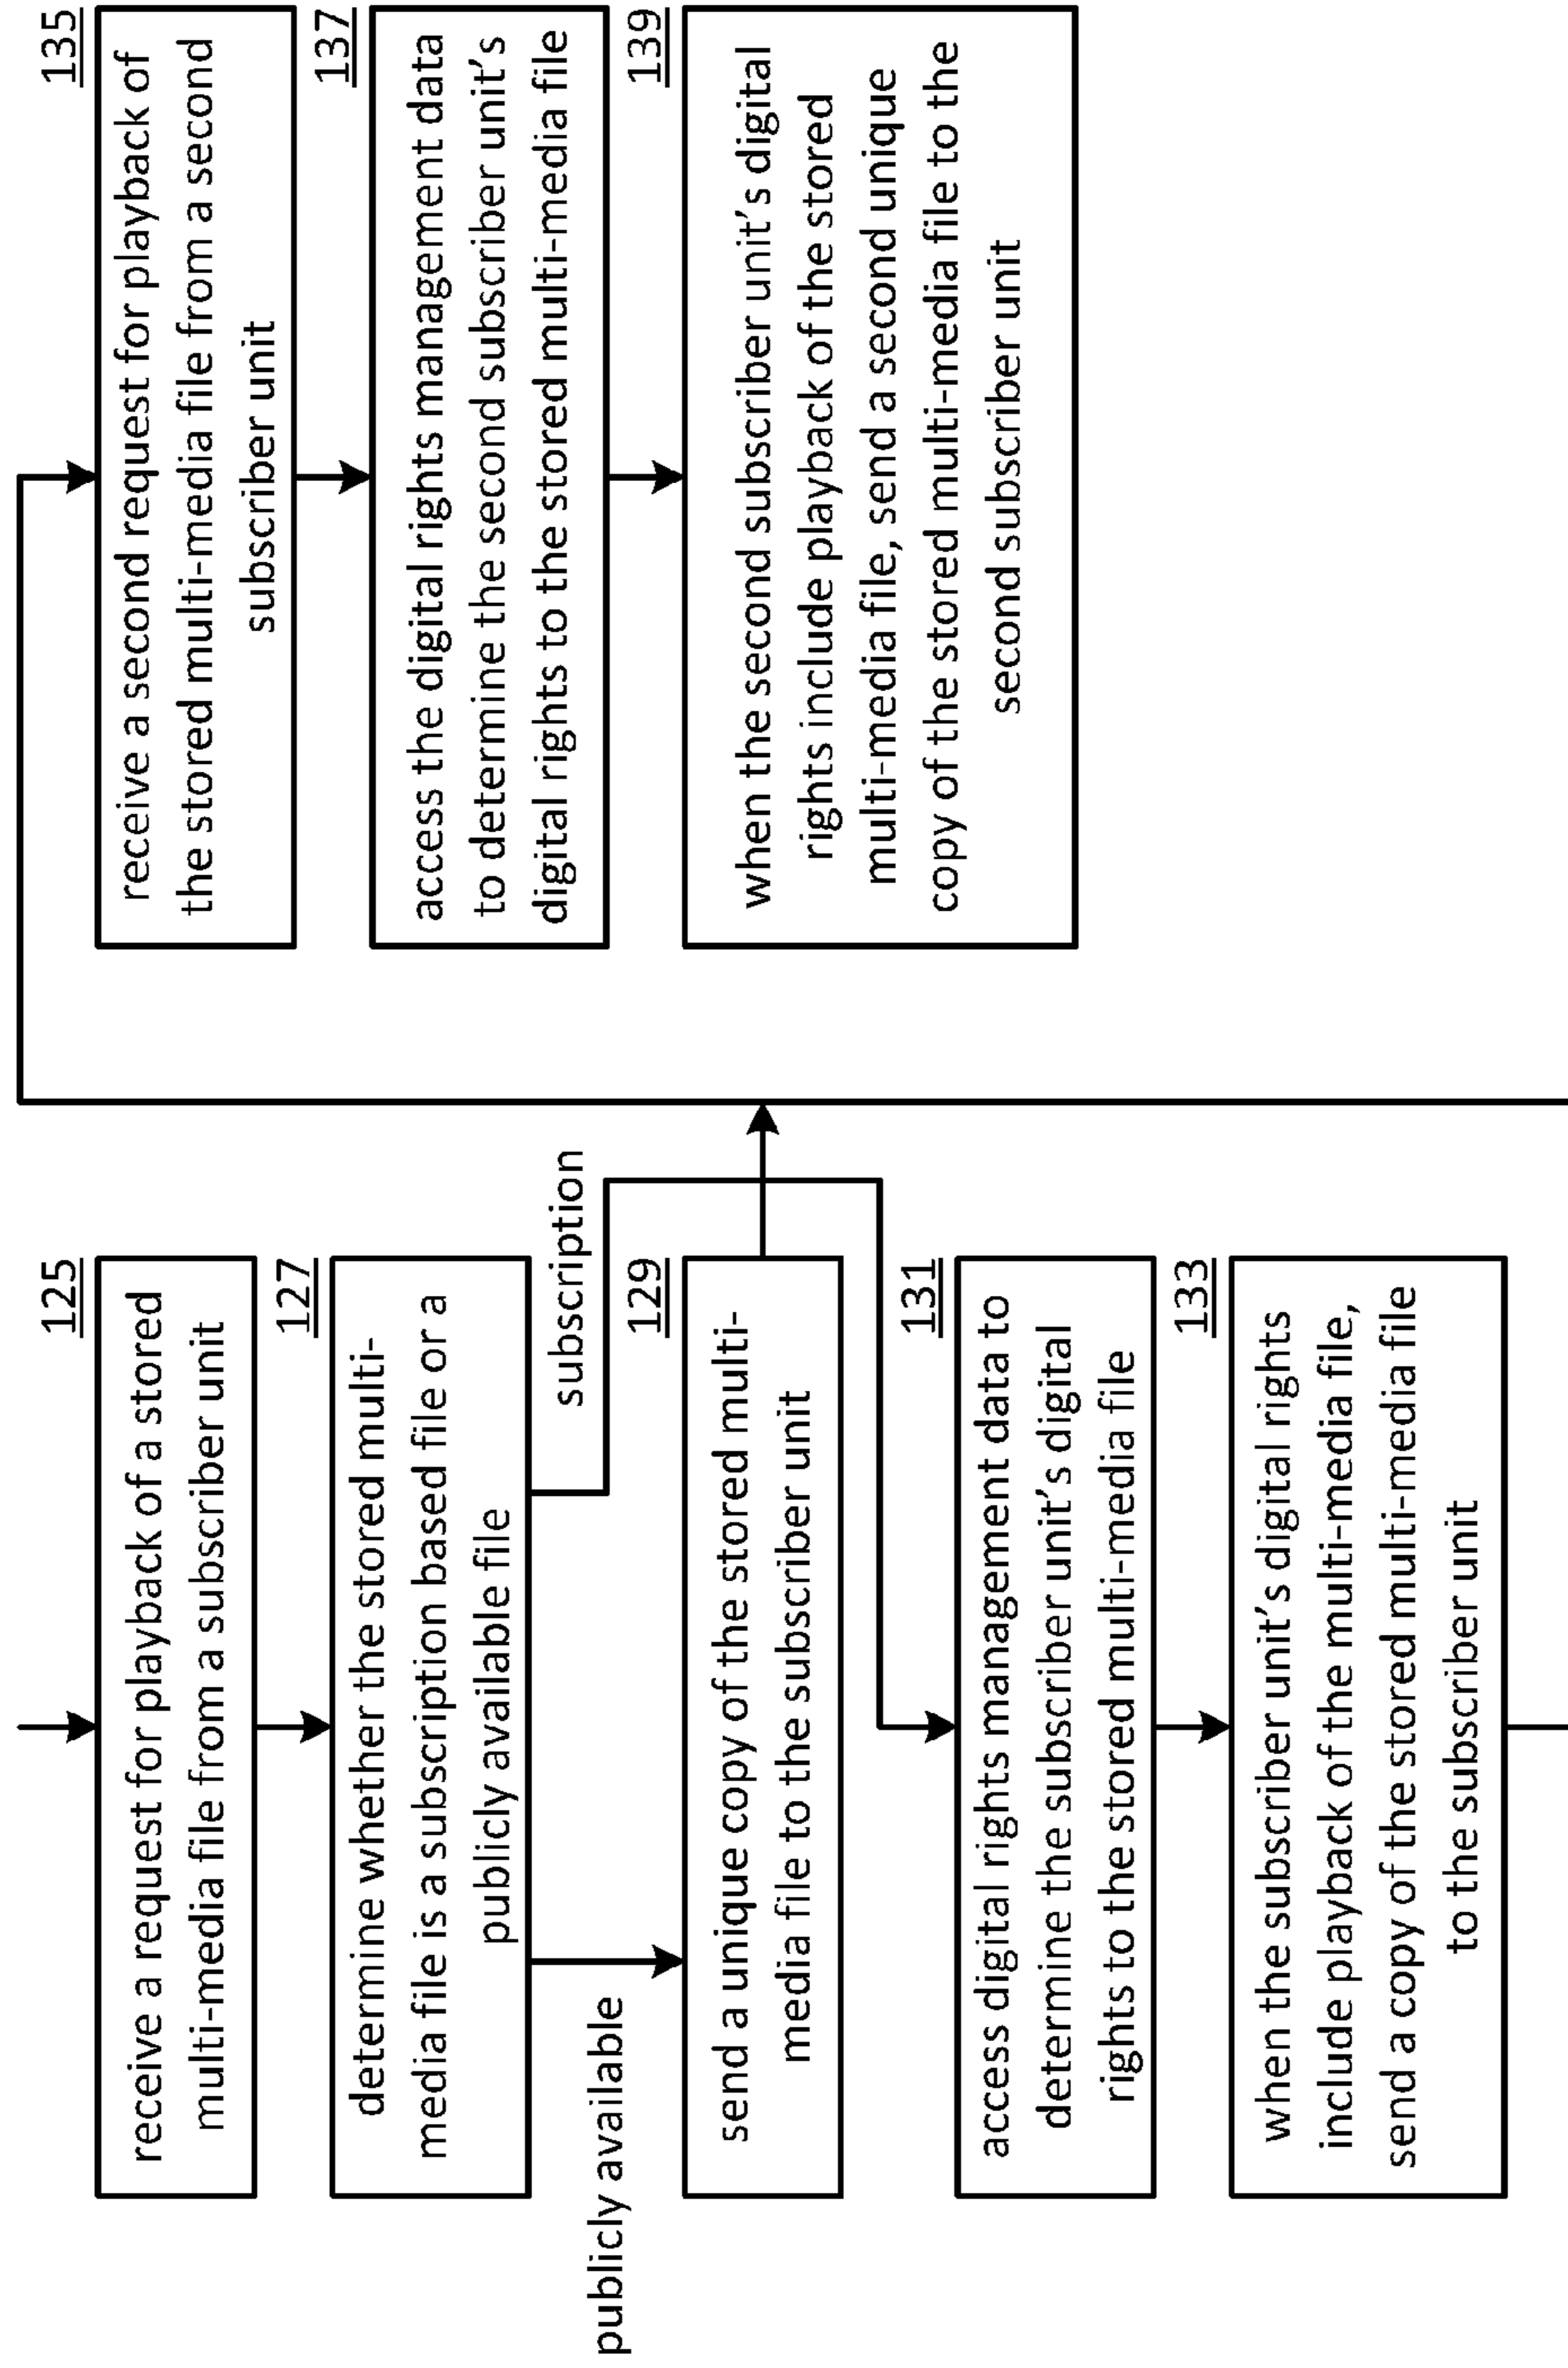 125
receive a request for playback of a stored
multi-media file from a subscriber unit
127
determine whether the stored multi-
media file is a subscription based file or a
publicly available file
publicly available
subscription
129
send a unique copy of the stored multi-
media file to the subscriber unit
131
access digital rights management data to
determine the subscriber unit's digital
rights to the stored multi-media file
133
when the subscriber unit's digital rights
include playback of the multi-media file,
send a copy of the stored multi-media file
to the subscriber unit
135
receive a second request for playback of
the stored multi-media file from a second
subscriber unit
137
access the digital rights management data
to determine the second subscriber unit's
digital rights to the stored multi-media file
139
when the second subscriber unit's digital
rights include playback of the stored
multi-media file, send a second unique
copy of the stored multi-media file to the
second subscriber unit